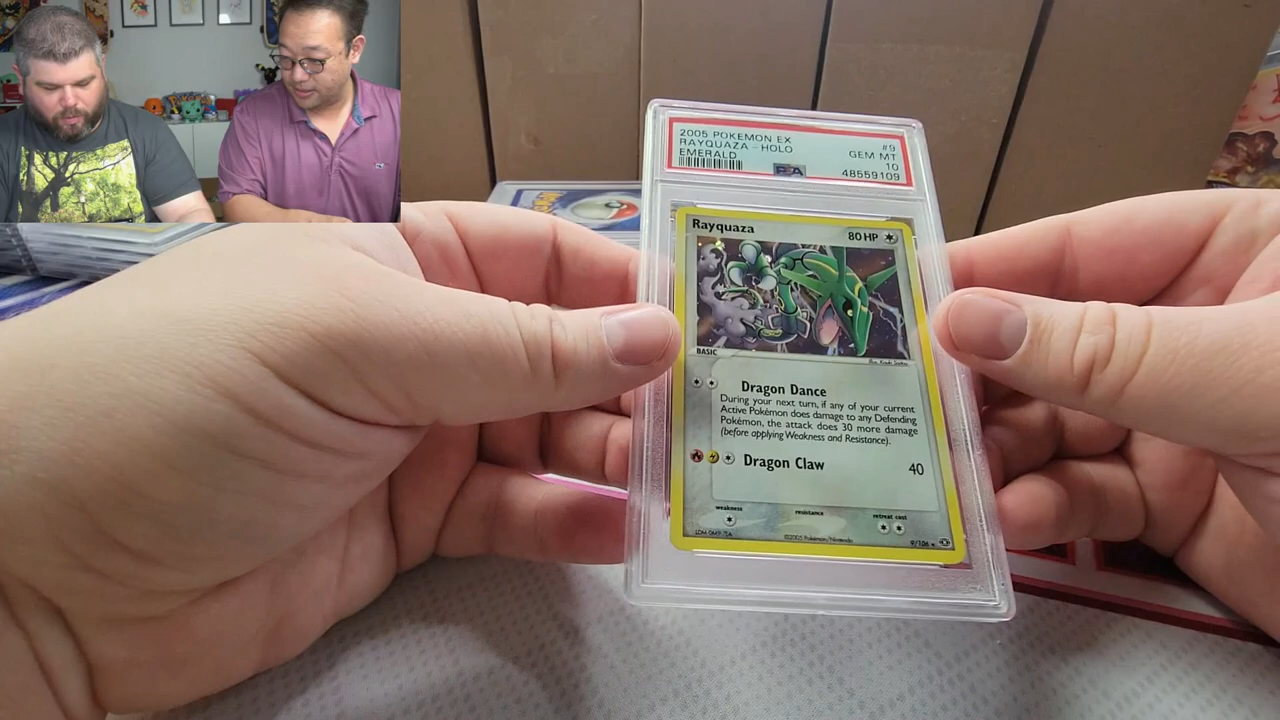 2005 POKEMON EX #9
RAYQUAZA - HOLO GEM MT
EMERALD 10
PSA 48559109
Rayquaza 80 HP
BASIC
Dragon Dance
During your next turn, if any of your current
Active Pokémon does damage to any Defending
Pokémon, the attack does 30 more damage
(before applying Weakness and Resistance).
Dragon Claw 40
weakness resistance retreat cost
©2005 Pokémon/Nintendo 9/106